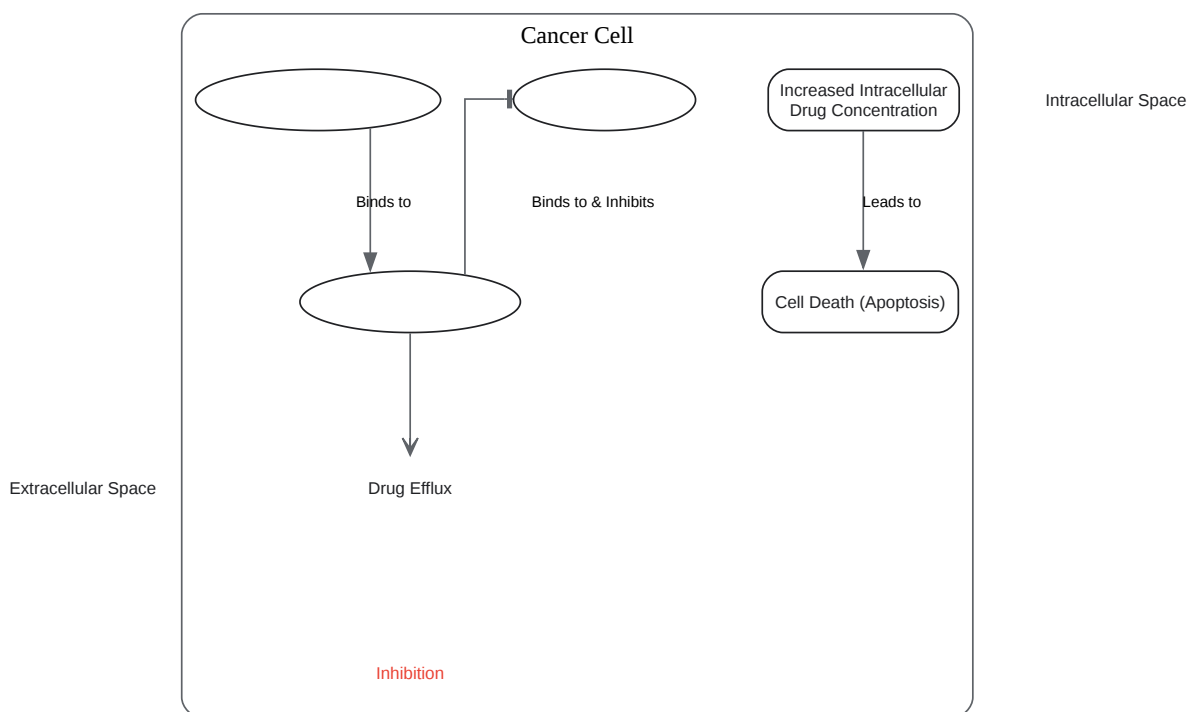 Cancer Cell
Increased Intracellular
Drug Concentration
Intracellular Space
Binds to
Binds to & Inhibits
Leads to
Cell Death (Apoptosis)
Extracellular Space
Drug Efflux
Inhibition